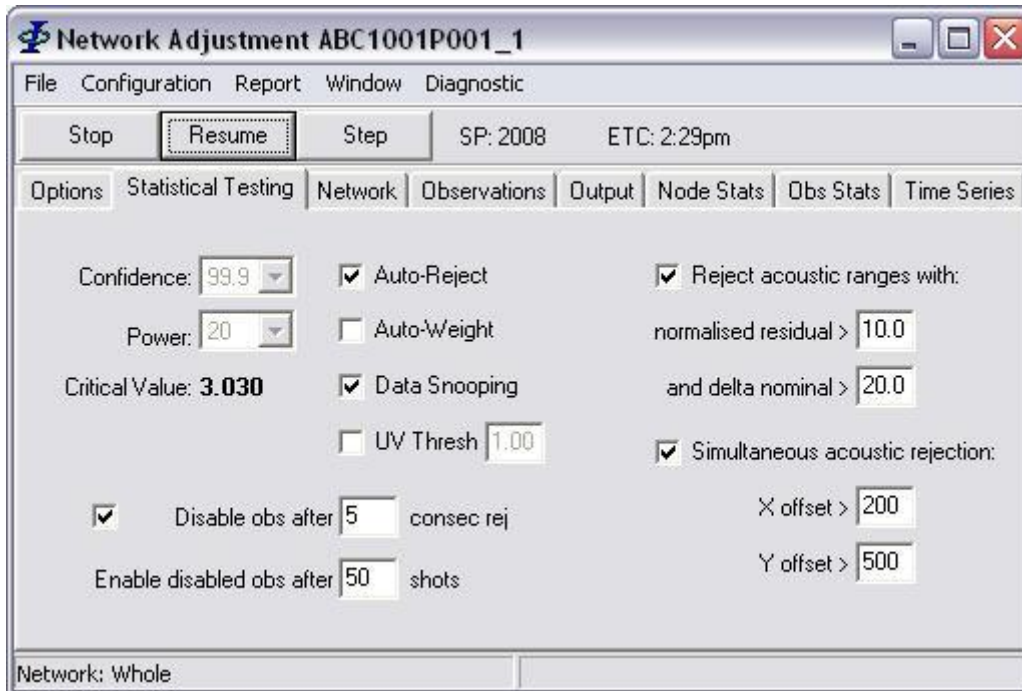 Network Adjustment ABC1001P001_1
File Configuration Report Window Diagnostic
Stop Resume Step SP: 2008 ETC: 2:29pm
Options Statistical Testing Network Observations Output Node Stats Obs Stats Time Series
Confidence: 99.9 Auto-Reject Reject acoustic ranges with:
Power: 20 Auto-Weight normalised residual > 10.0
Critical Value: 3.030 Data Snooping and delta nominal > 20.0
UV Thresh 1.00 Simultaneous acoustic rejection:
Disable obs after 5 consec rej X offset > 200
Enable disabled obs after 50 shots Y offset > 500
Network: Whole